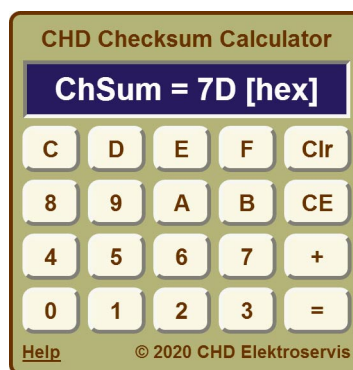 CHD Checksum Calculator
ChSum = 7D [hex]
C D E F Clr
8 9 A B CE
4 5 6 7 +
0 1 2 3 =
Help © 2020 CHD Elektroservis